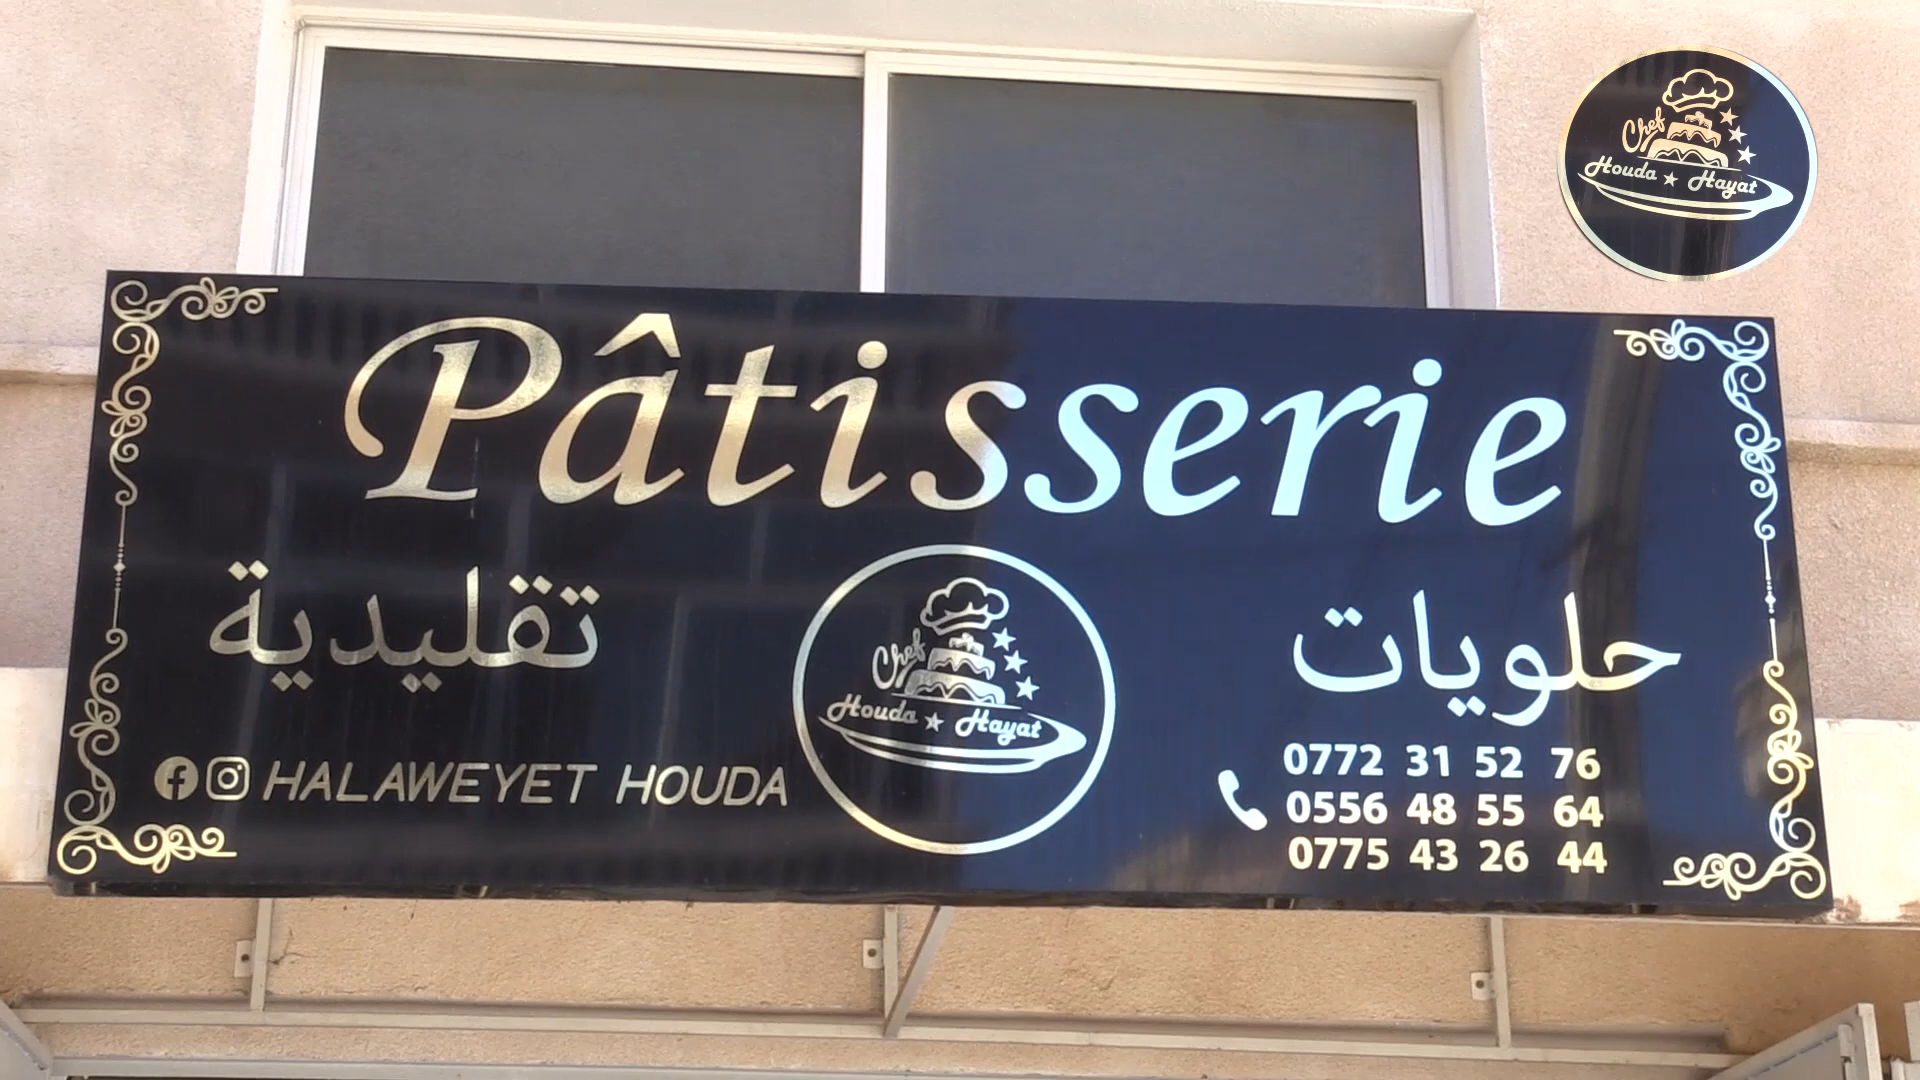 Chef
Houda ★ Hayat
Pâtisserie
حلويات تقليدية
Chef
Houda ★ Hayat
HALAWEYET HOUDA
0772 31 52 76
0556 48 55 64
0775 43 26 44